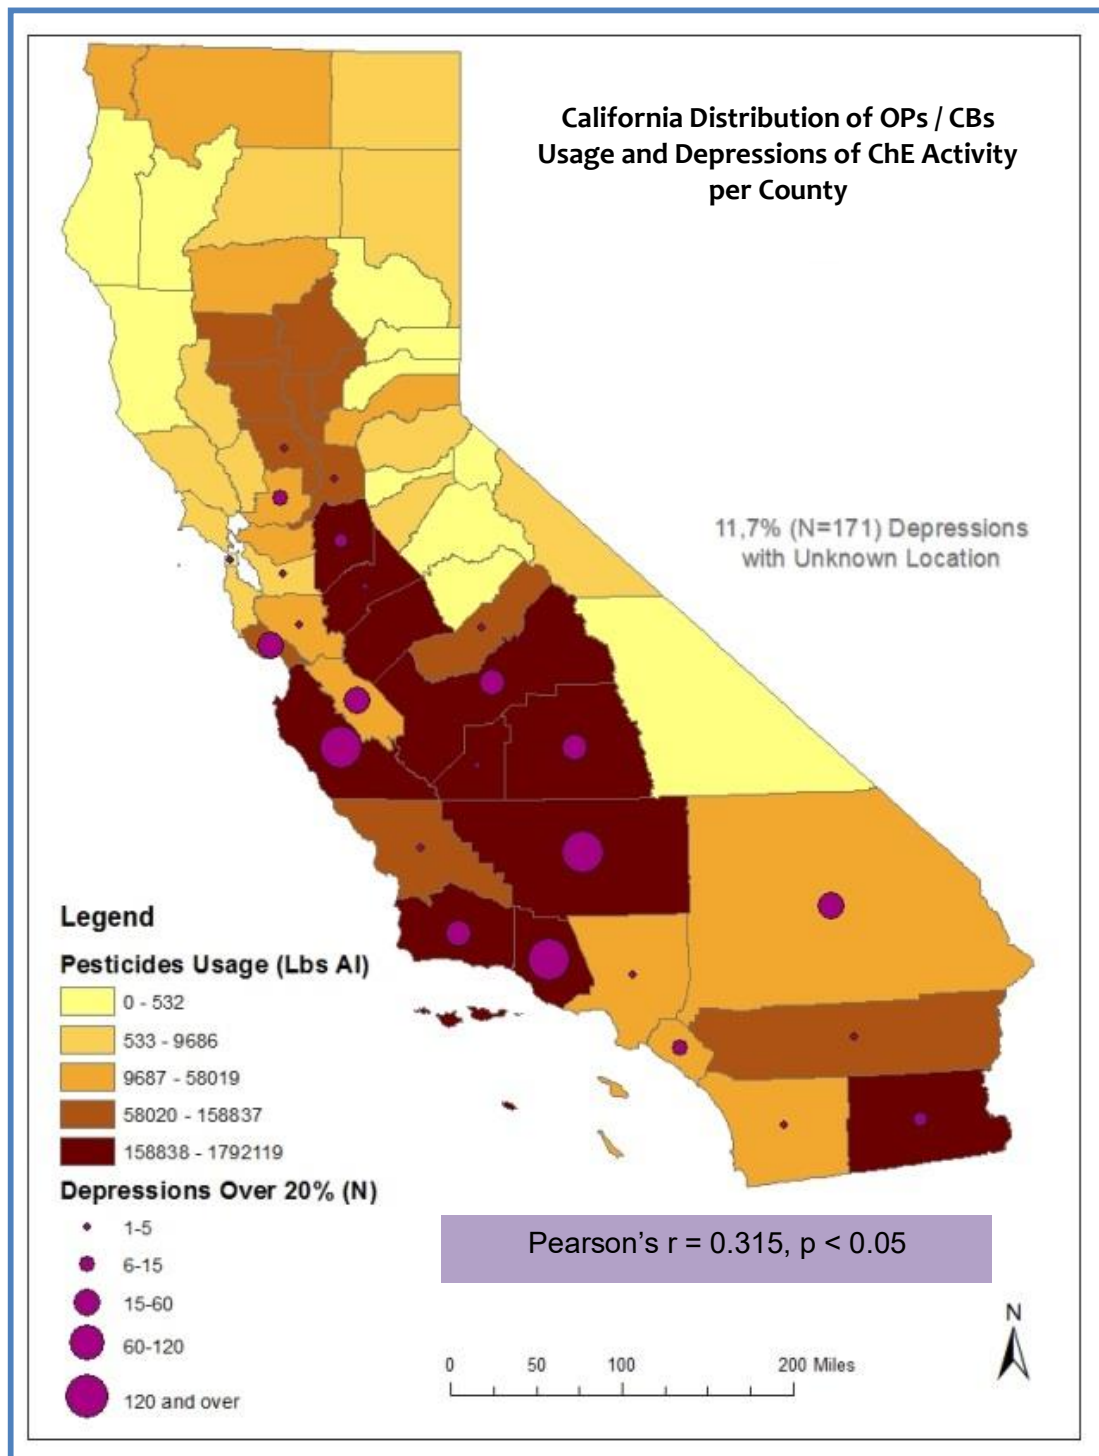 California Distribution of OPs / CBs
Usage and Depressions of ChE Activity
per County
11,7% (N=171) Depressions
with Unknown Location
Legend
Pesticides Usage (Lbs AI)
0 - 532
533 - 9686
9687 - 58019
58020 - 158837
158838 - 1792119
Depressions Over 20% (N)
1-5
6-15
15-60
60-120
120 and over
Pearson's r = 0.315, p < 0.05
N
0 50 100 200 Miles